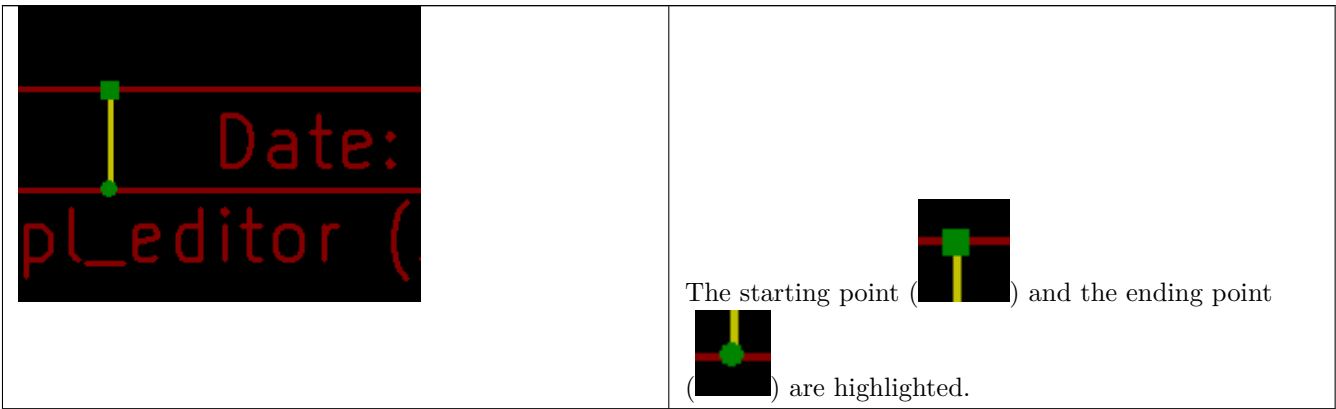 Date:
pl_editor (
The starting point ( ) and the ending point
( ) are highlighted.